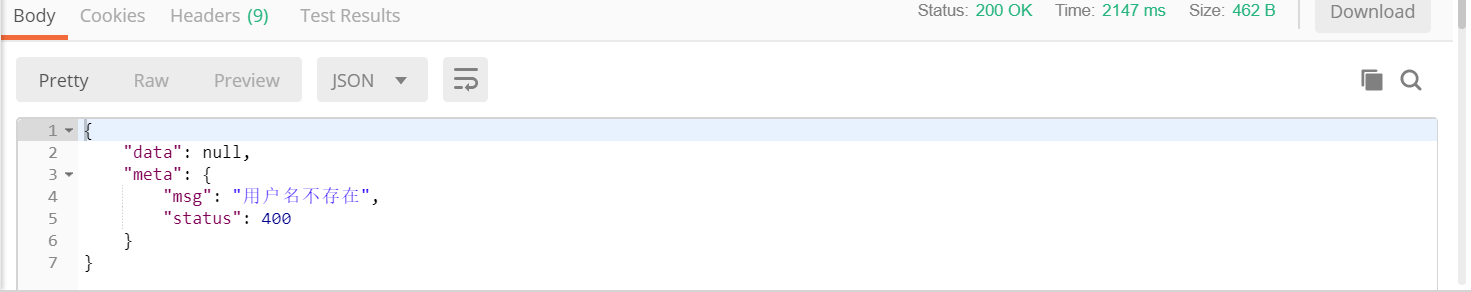 Body Cookies Headers (9) Test Results Status: 200 OK Time: 2147 ms Size: 462 B Download
Pretty Raw Preview JSON
1 {
2 "data": null,
3 "meta": {
4 "msg": "用户名不存在",
5 "status": 400
6 }
7 }